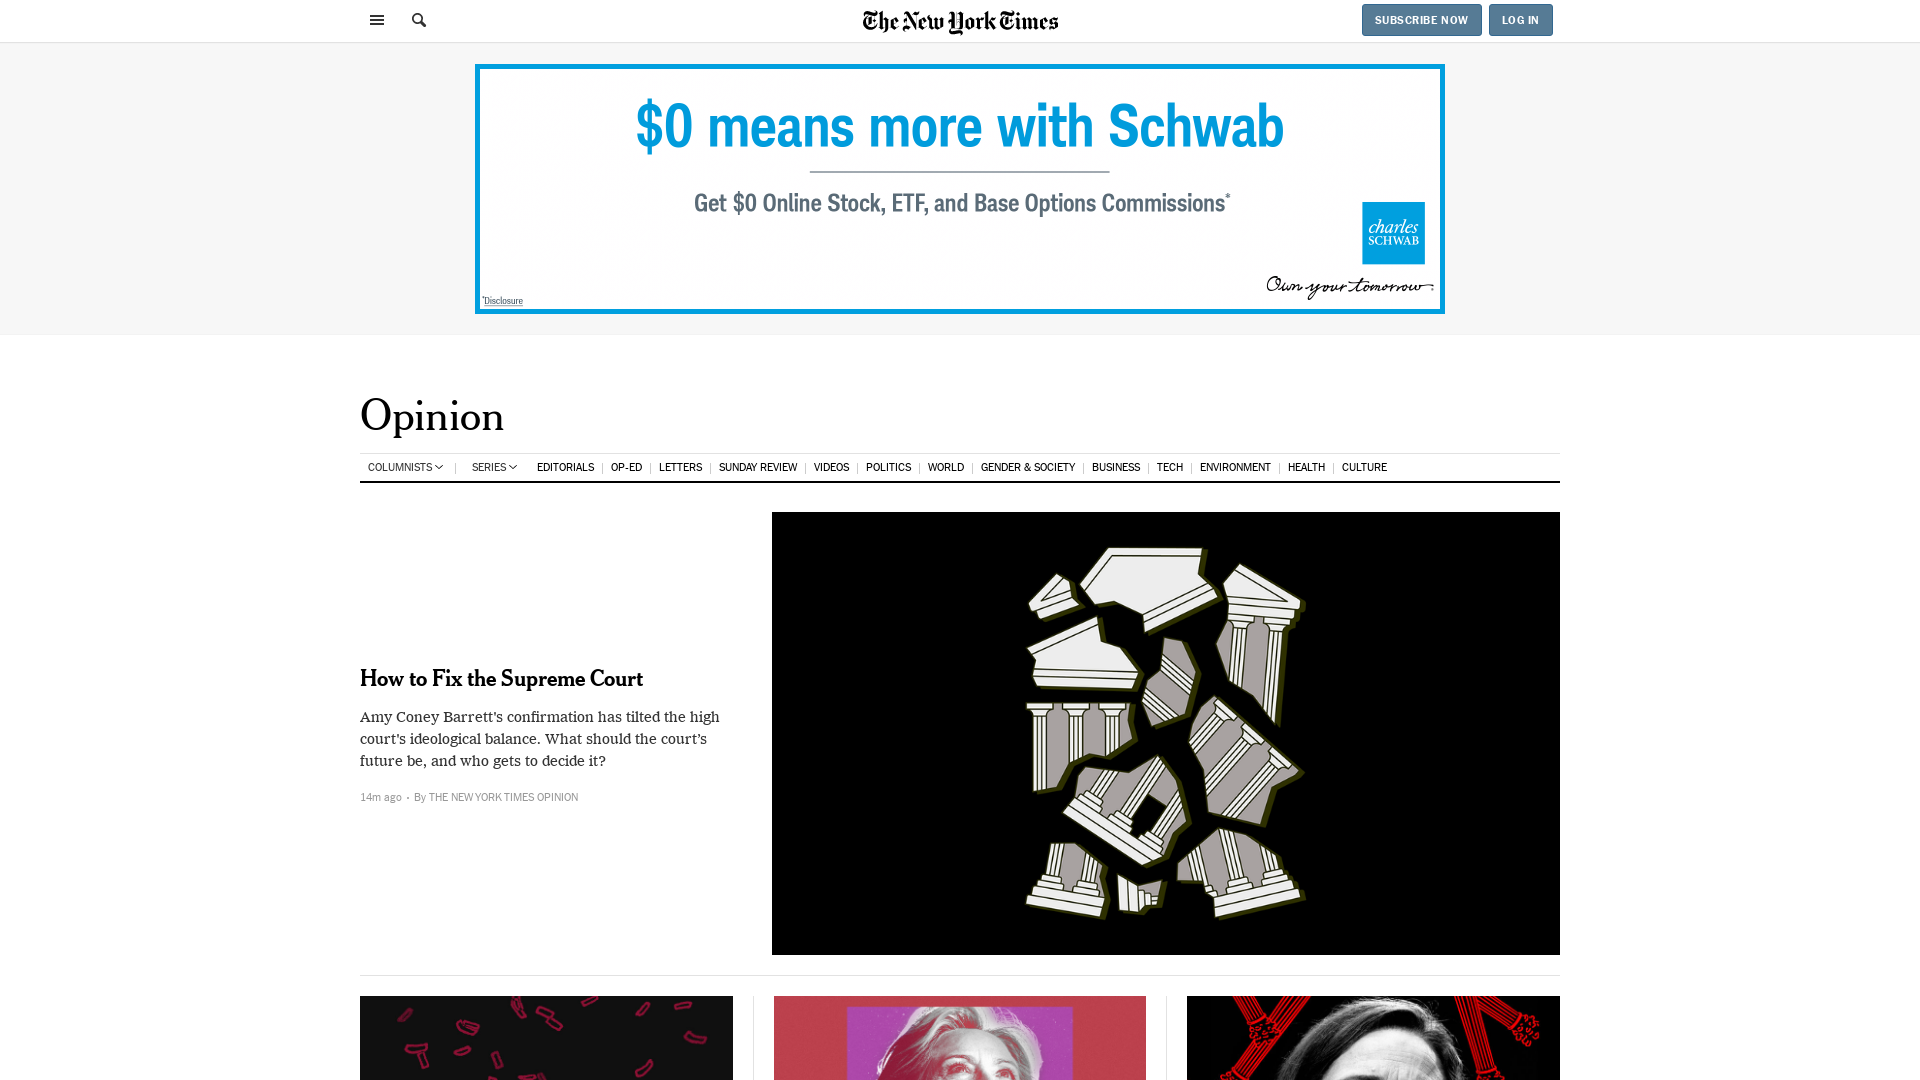 The New York Times
SUBSCRIBE NOW
LOG IN
$0 means more with Schwab
Get $0 Online Stock, ETF, and Base Options Commissions*
charles
SCHWAB
Own your tomorrow.
*Disclosure
Opinion
COLUMNISTS SERIES EDITORIALS OP-ED LETTERS SUNDAY REVIEW VIDEOS POLITICS WORLD GENDER & SOCIETY BUSINESS TECH ENVIRONMENT HEALTH CULTURE
How to Fix the Supreme Court
Amy Coney Barrett's confirmation has tilted the high
court's ideological balance. What should the court’s
future be, and who gets to decide it?
14m ago · By THE NEW YORK TIMES OPINION